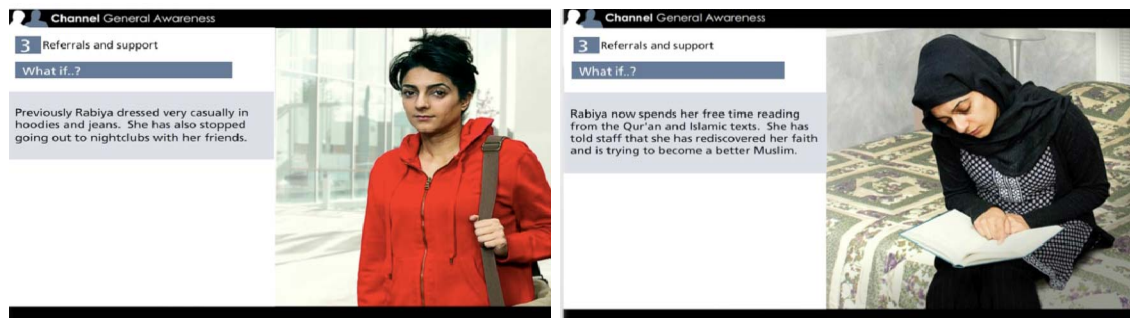 Channel General Awareness
3 Referrals and support
What if..?
Previously Rabiya dressed very casually in
hoodies and jeans. She has also stopped
going out to nightclubs with her friends.
Channel General Awareness
3 Referrals and support
What if..?
Rabiya now spends her free time reading
from the Qur'an and Islamic texts. She has
told staff that she has rediscovered her faith
and is trying to become a better Muslim.